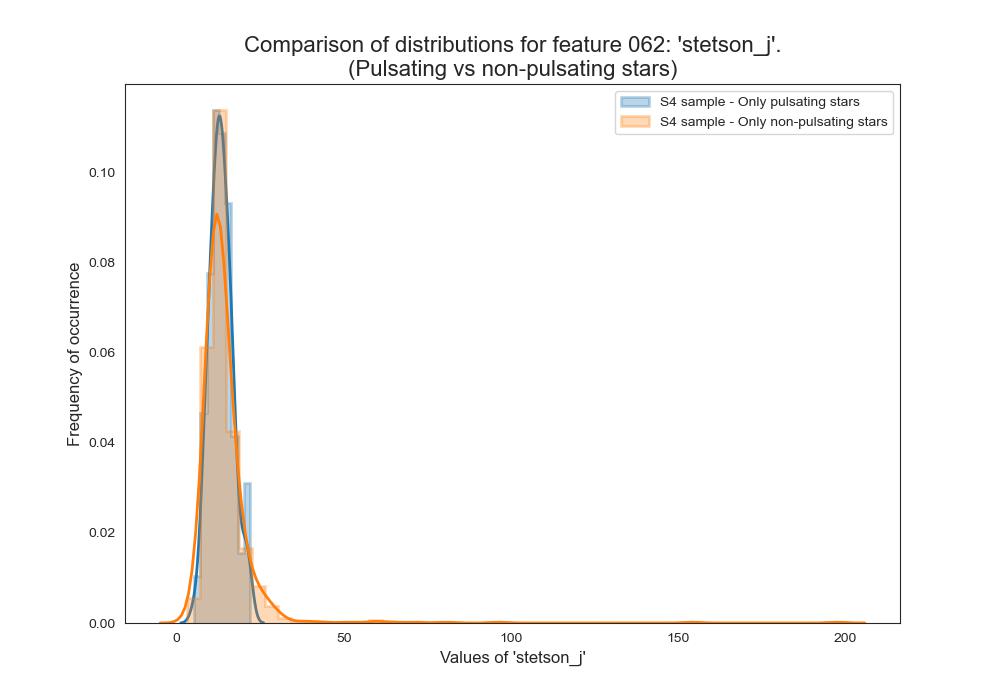 Comparison of distributions for feature 062: 'stetson_j'.
(Pulsating vs non-pulsating stars)
S4 sample - Only pulsating stars
S4 sample - Only non-pulsating stars
Frequency of occurrence
0.10
0.08
0.06
0.04
0.02
0.00
0
50
100
150
200
Values of 'stetson_j'